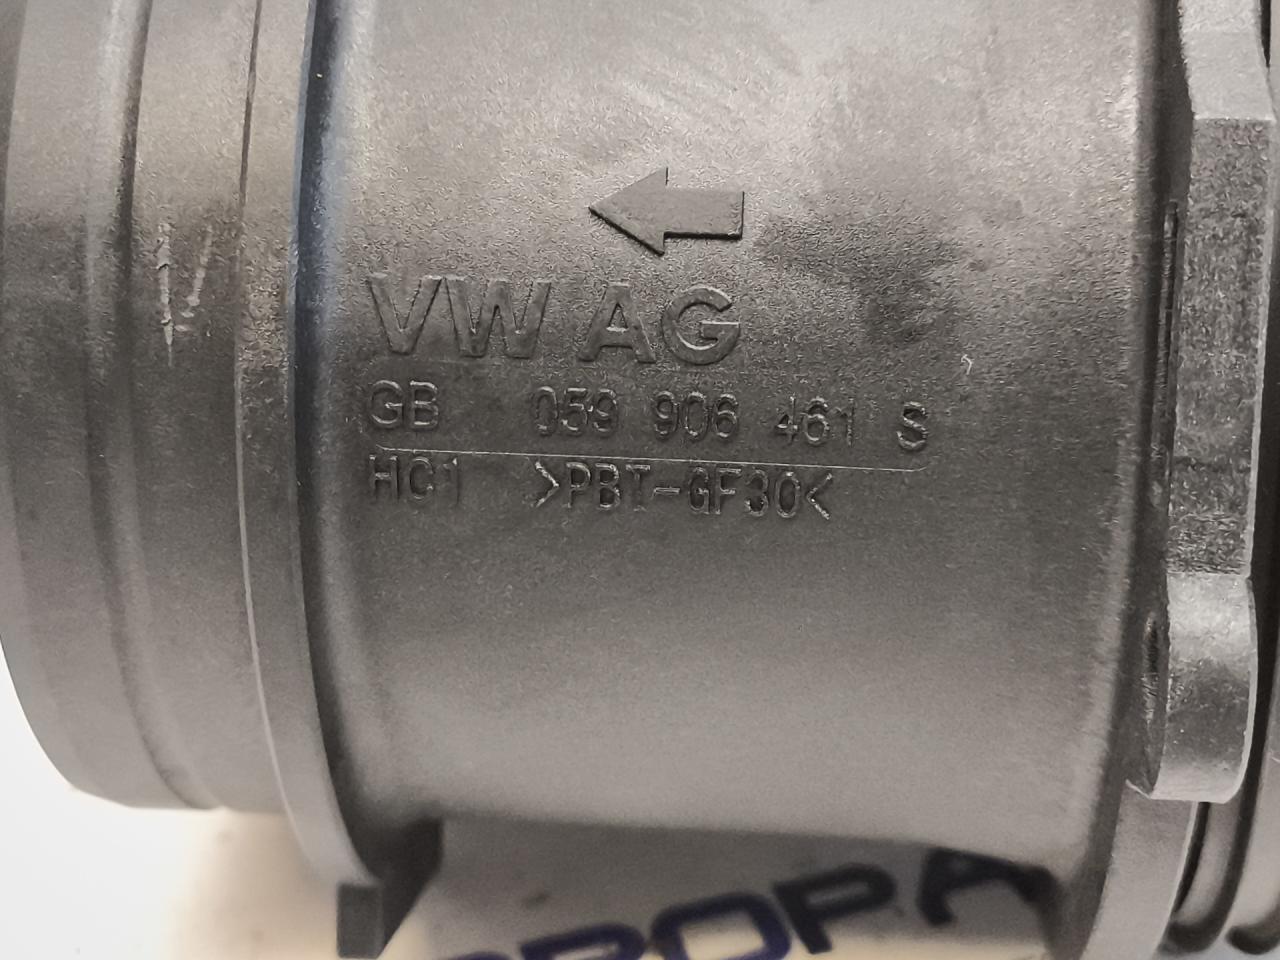 VW AG
GB 059 906 461 S
HC1 >PBT-GF30<